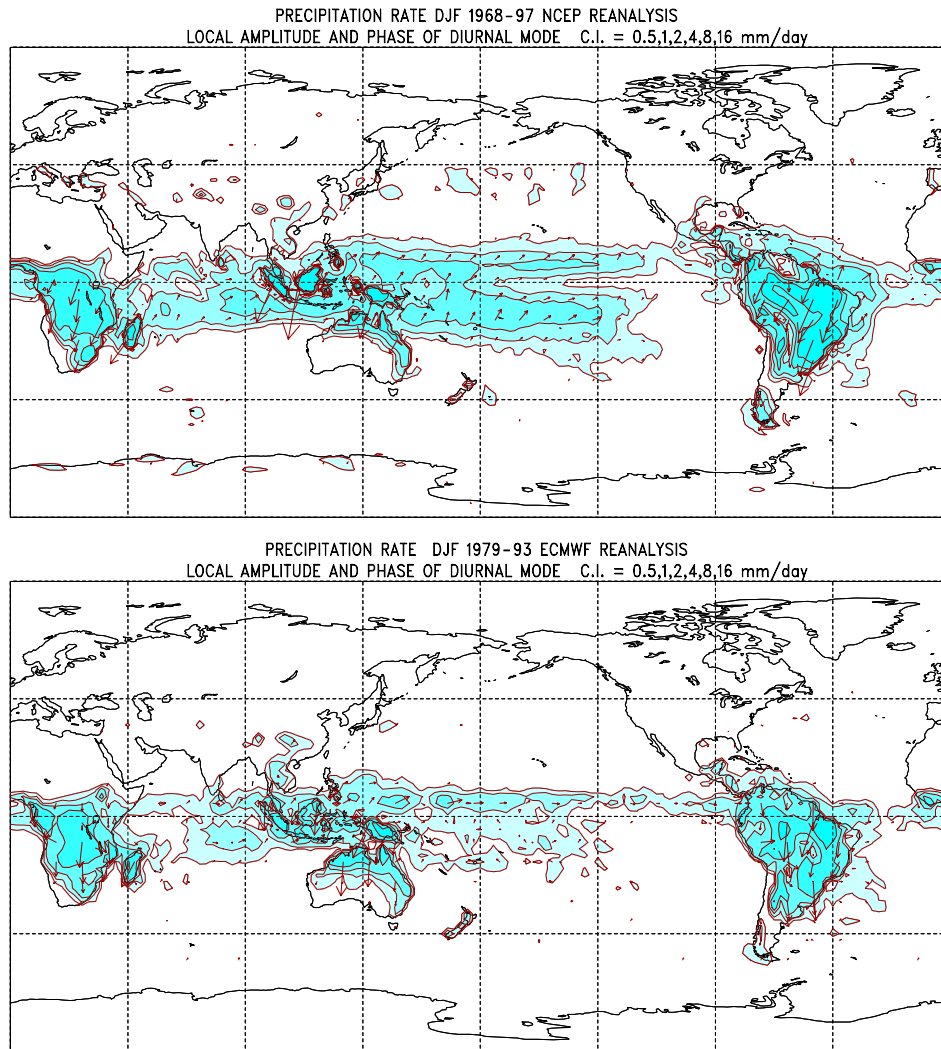 PRECIPITATION RATE DJF 1968-97 NCEP REANALYSIS
LOCAL AMPLITUDE AND PHASE OF DIURNAL MODE C.I. = 0.5,1,2,4,8,16 mm/day
PRECIPITATION RATE DJF 1979-93 ECMWF REANALYSIS
LOCAL AMPLITUDE AND PHASE OF DIURNAL MODE C.I. = 0.5,1,2,4,8,16 mm/day